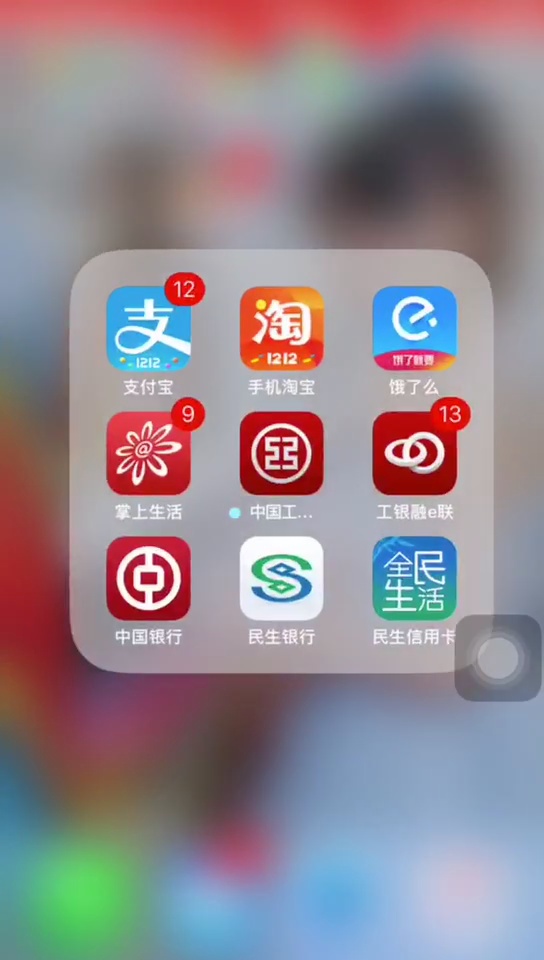 12
支
1212
支付宝
淘
1212
手机淘宝
饿了就要
饿了么
9
掌上生活
中国工...
13
工银融e联
中国银行
民生银行
全民
生活
民生信用卡